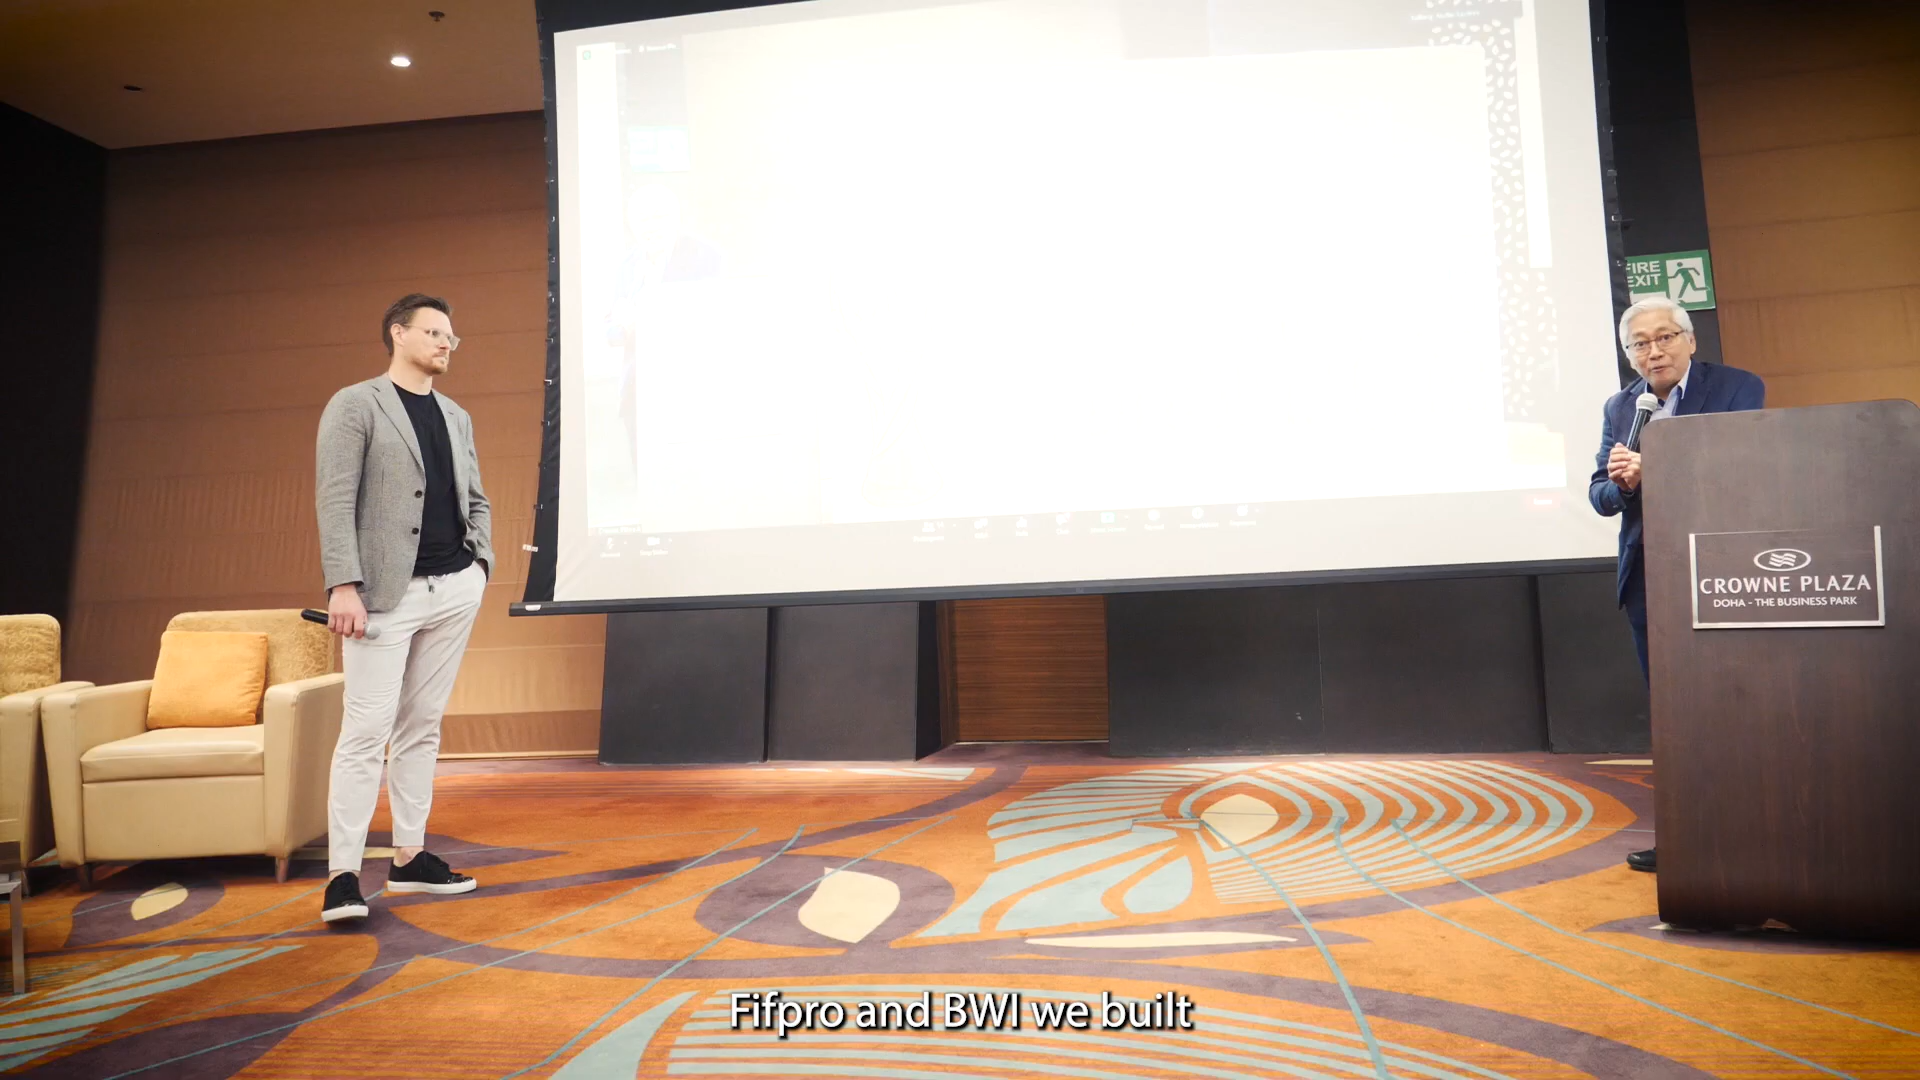 FIRE
EXIT
CROWNE PLAZA
DOHA - THE BUSINESS PARK
Fifpro and BWI we built